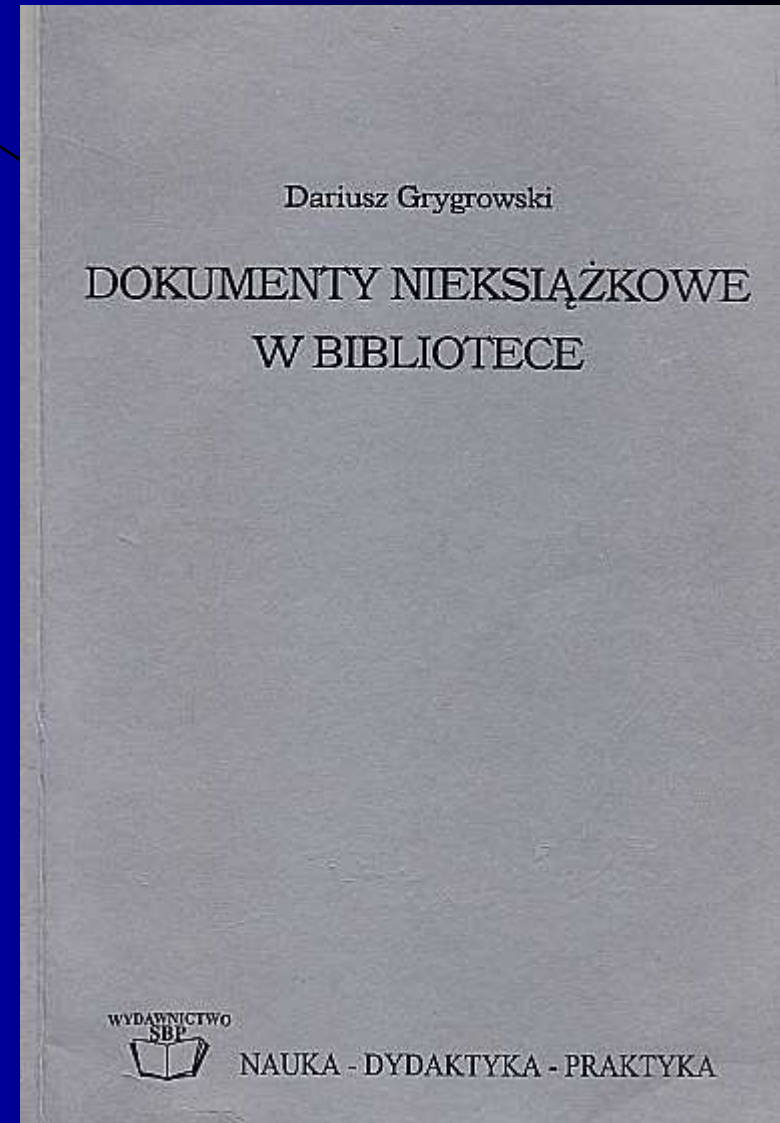 Dariusz Grygrowski
DOKUMENTY NIEKSIĄŻKOWE
W BIBLIOTECE
WYDAWNICTWO
SBP
NAUKA - DYDAKTYKA - PRAKTYKA